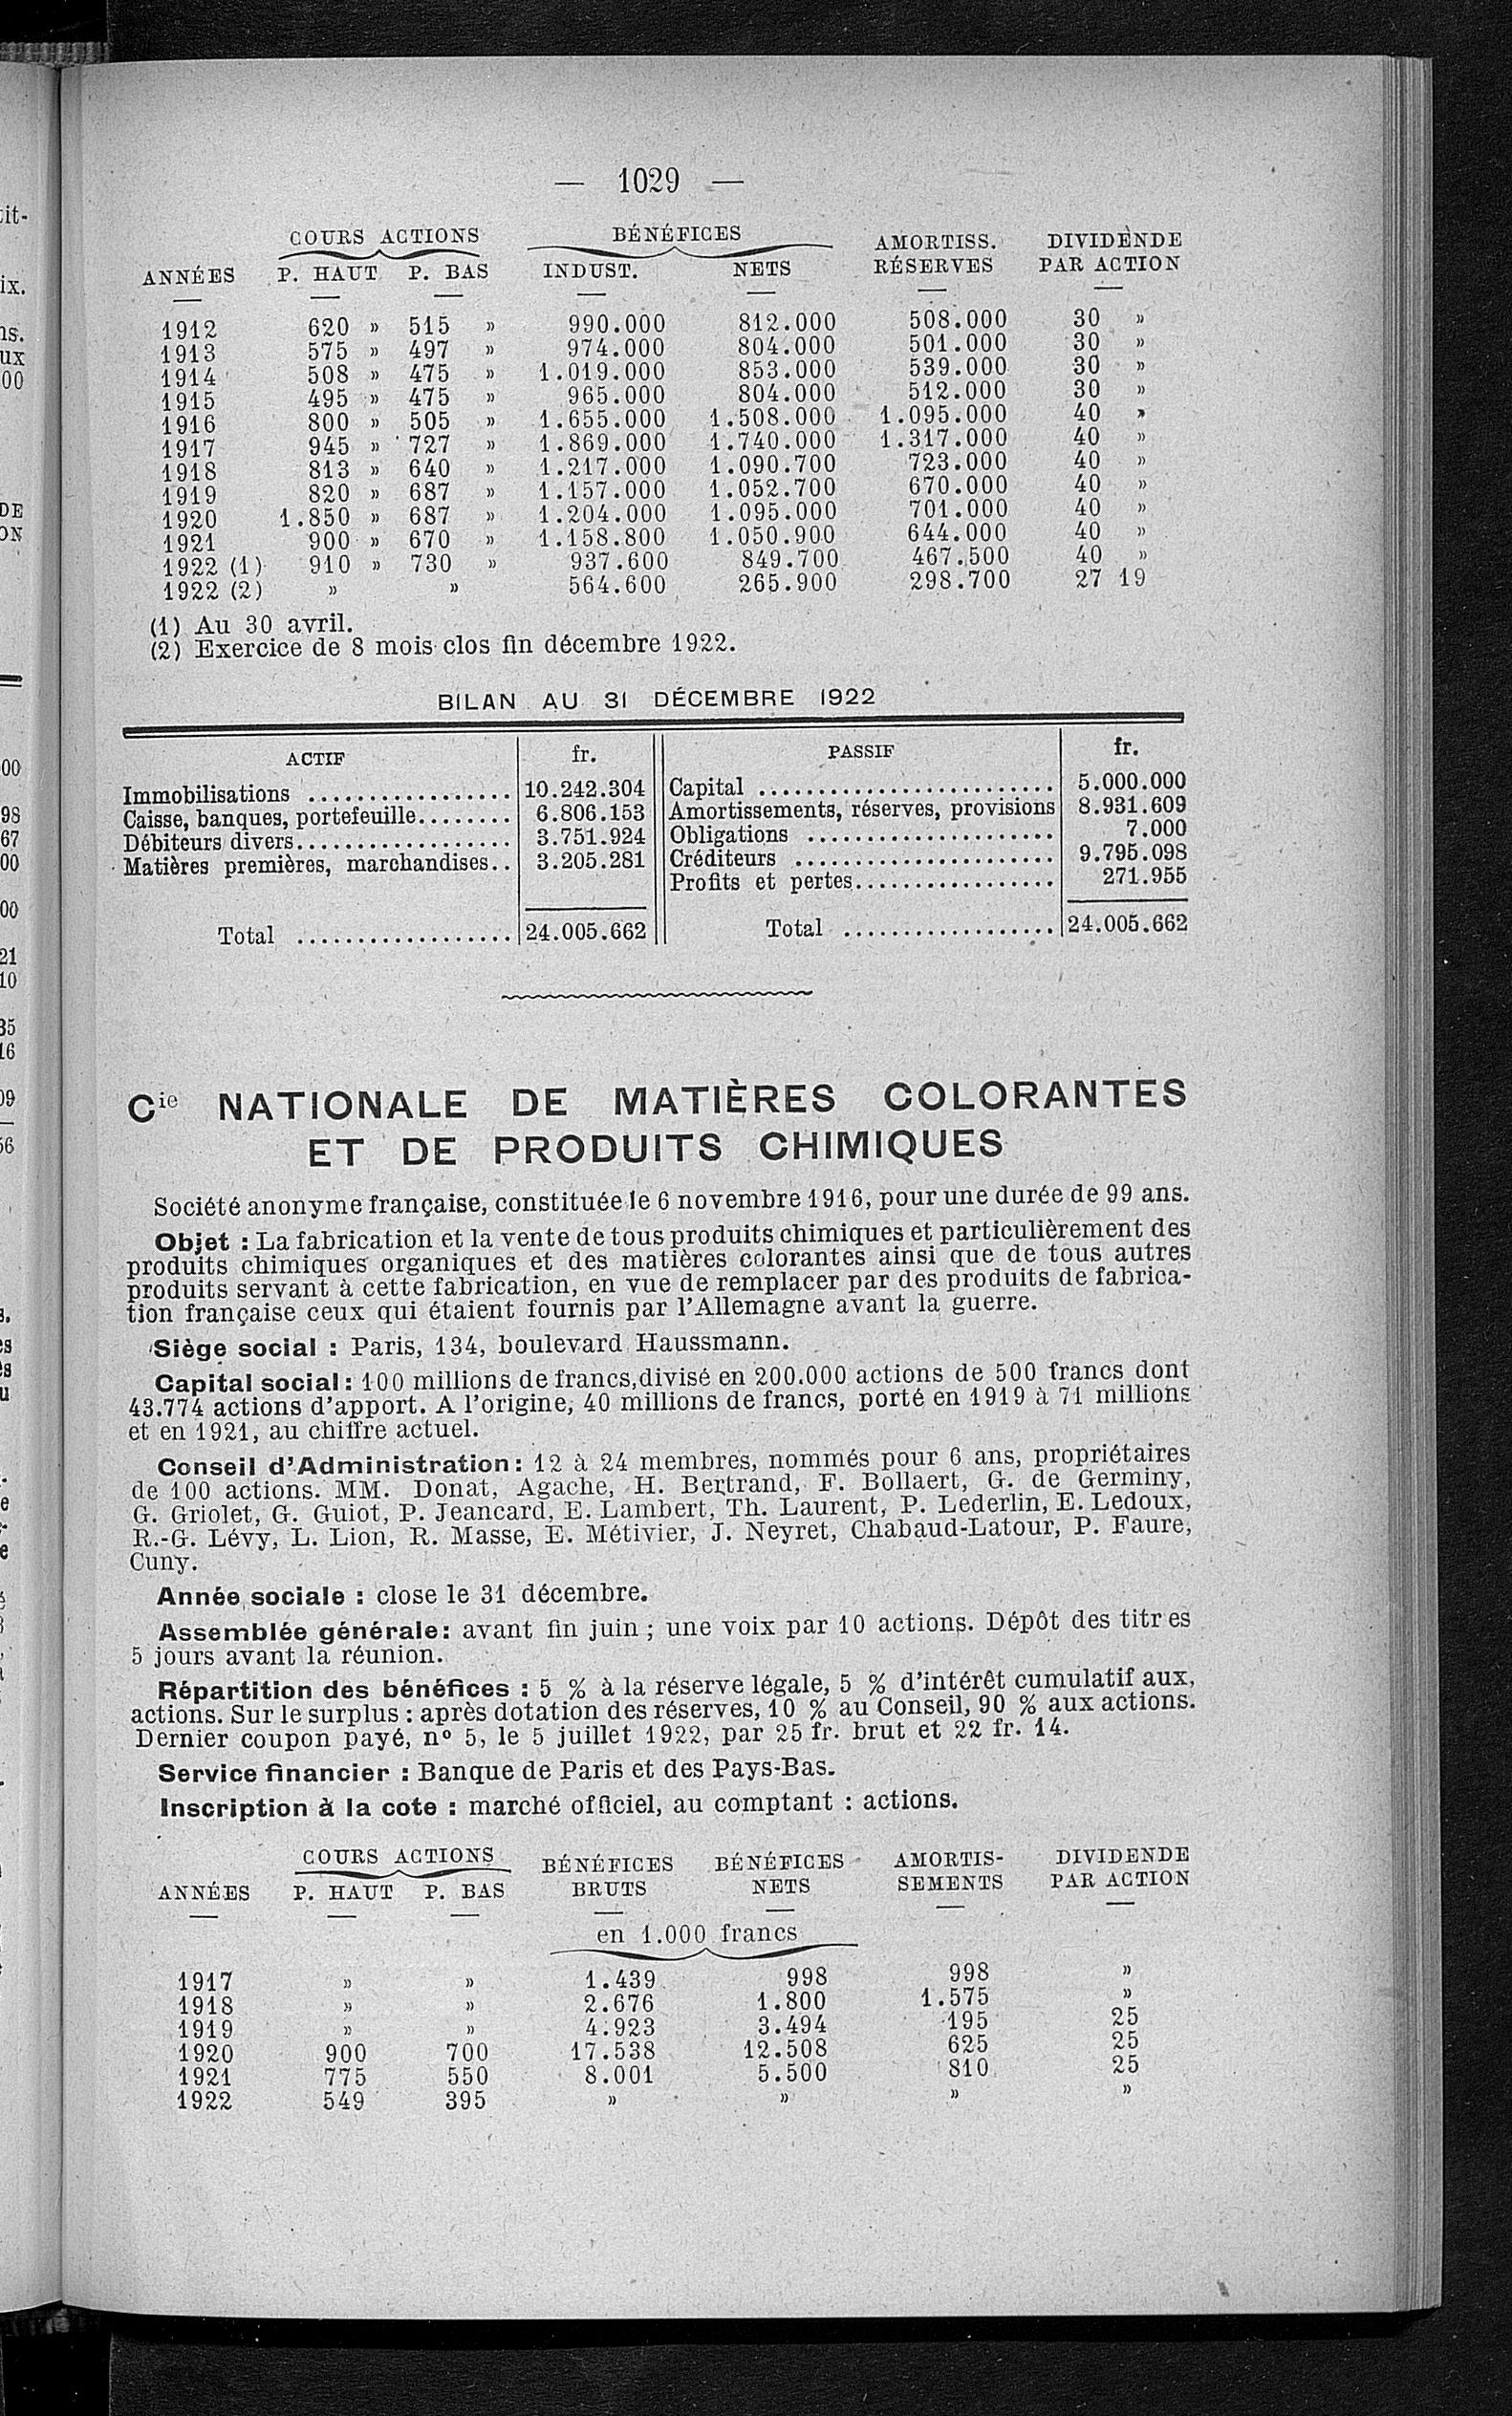 — 1029 —
COURS ACTIONS BÉNÉFICES AMORTISS. DIVIDENDE
ANNÉES P. HAUT P. BAS INDUST. NETS RÉSERVES PAR ACTION
1912 620 » 515 » 990.000 812.000 508.000 30 »
1913 575 » 497 » 974.000 804.000 501.000 30 »
1914 508 » 475 » 1.019.000 853.000 539.000 30 »
1915 495 » 475 » 965.000 804.000 512.000 30 »
1916 800 » 505 » 1.655.000 1.508.000 1.095.000 40 »
1917 945 » 727 » 1.869.000 1.740.000 1.317.000 40 »
1918 813 » 640 » 1.217.000 1.090.700 723.000 40 »
1919 820 » 687 » 1.157.000 1.052.700 670.000 40 »
1920 1.850 » 687 » 1.204.000 1.095.000 701.000 40 »
1921 900 » 670 » 1.158.800 1.050.900 644.000 40 »
1922 (1) 910 » 730 » 937.600 849.700 467.500 40 »
1922 (2) » » 564.600 265.900 298.700 27 19
(1) Au 30 avril.
(2) Exercice de 8 mois clos fin décembre 1922.
BILAN AU 31 DÉCEMBRE 1922
ACTIF fr. PASSIF fr.
Immobilisations ................. 10.242.304 Capital ......................... 5.000.000
Caisse, banques, portefeuille........ 6.806.153 Amortissements, réserves, provisions 8.931.609
Débiteurs divers.................. 3.751.924 Obligations ..................... 7.000
Matières premières, marchandises.. 3.205.281 Créditeurs ...................... 9.795.098
Profits et pertes................. 271.955
Total .................. 24.005.662 Total .................. 24.005.662
Cie NATIONALE DE MATIÈRES COLORANTES
ET DE PRODUITS CHIMIQUES
Société anonyme française, constituée le 6 novembre 1916, pour une durée de 99 ans.
Objet : La fabrication et la vente de tous produits chimiques et particulièrement des
produits chimiques organiques et des matières colorantes ainsi que de tous autres
produits servant à cette fabrication, en vue de remplacer par des produits de fabrica-
tion française ceux qui étaient fournis par l'Allemagne avant la guerre.
Siège social : Paris, 134, boulevard Haussmann.
Capital social : 100 millions de francs, divisé en 200.000 actions de 500 francs dont
43.774 actions d'apport. A l'origine, 40 millions de francs, porté en 1919 à 71 millions
et en 1921, au chiffre actuel.
Conseil d'Administration : 12 à 24 membres, nommés pour 6 ans, propriétaires
de 100 actions. MM. Donat, Agache, H. Bertrand, F. Bollaert, G. de Germiny,
G. Griolet, G. Guiot, P. Jeancard, E. Lambert, Th. Laurent, P. Lederlin, E. Ledoux,
R.-G. Lévy, L. Lion, R. Masse, E. Métivier, J. Neyret, Chabaud-Latour, P. Faure,
Cuny.
Année sociale : close le 31 décembre.
Assemblée générale : avant fin juin ; une voix par 10 actions. Dépôt des titres
5 jours avant la réunion.
Répartition des bénéfices : 5 % à la réserve légale, 5 % d'intérêt cumulatif aux,
actions. Sur le surplus : après dotation des réserves, 10 % au Conseil, 90 % aux actions.
Dernier coupon payé, no 5, le 5 juillet 1922, par 25 fr. brut et 22 fr. 14.
Service financier : Banque de Paris et des Pays-Bas.
Inscription à la cote : marché officiel, au comptant : actions.
COURS ACTIONS BÉNÉFICES BÉNÉFICES AMORTIS- DIVIDENDE
ANNÉES P. HAUT P. BAS BRUTS NETS SEMENTS PAR ACTION
en 1.000 francs
1917 » » 1.439 998 998 »
1918 » » 2.676 1.800 1.575 »
1919 » » 4.923 3.494 195 25
1920 900 700 17.538 12.508 625 25
1921 775 550 8.001 5.500 810 25
1922 549 395 » » » »